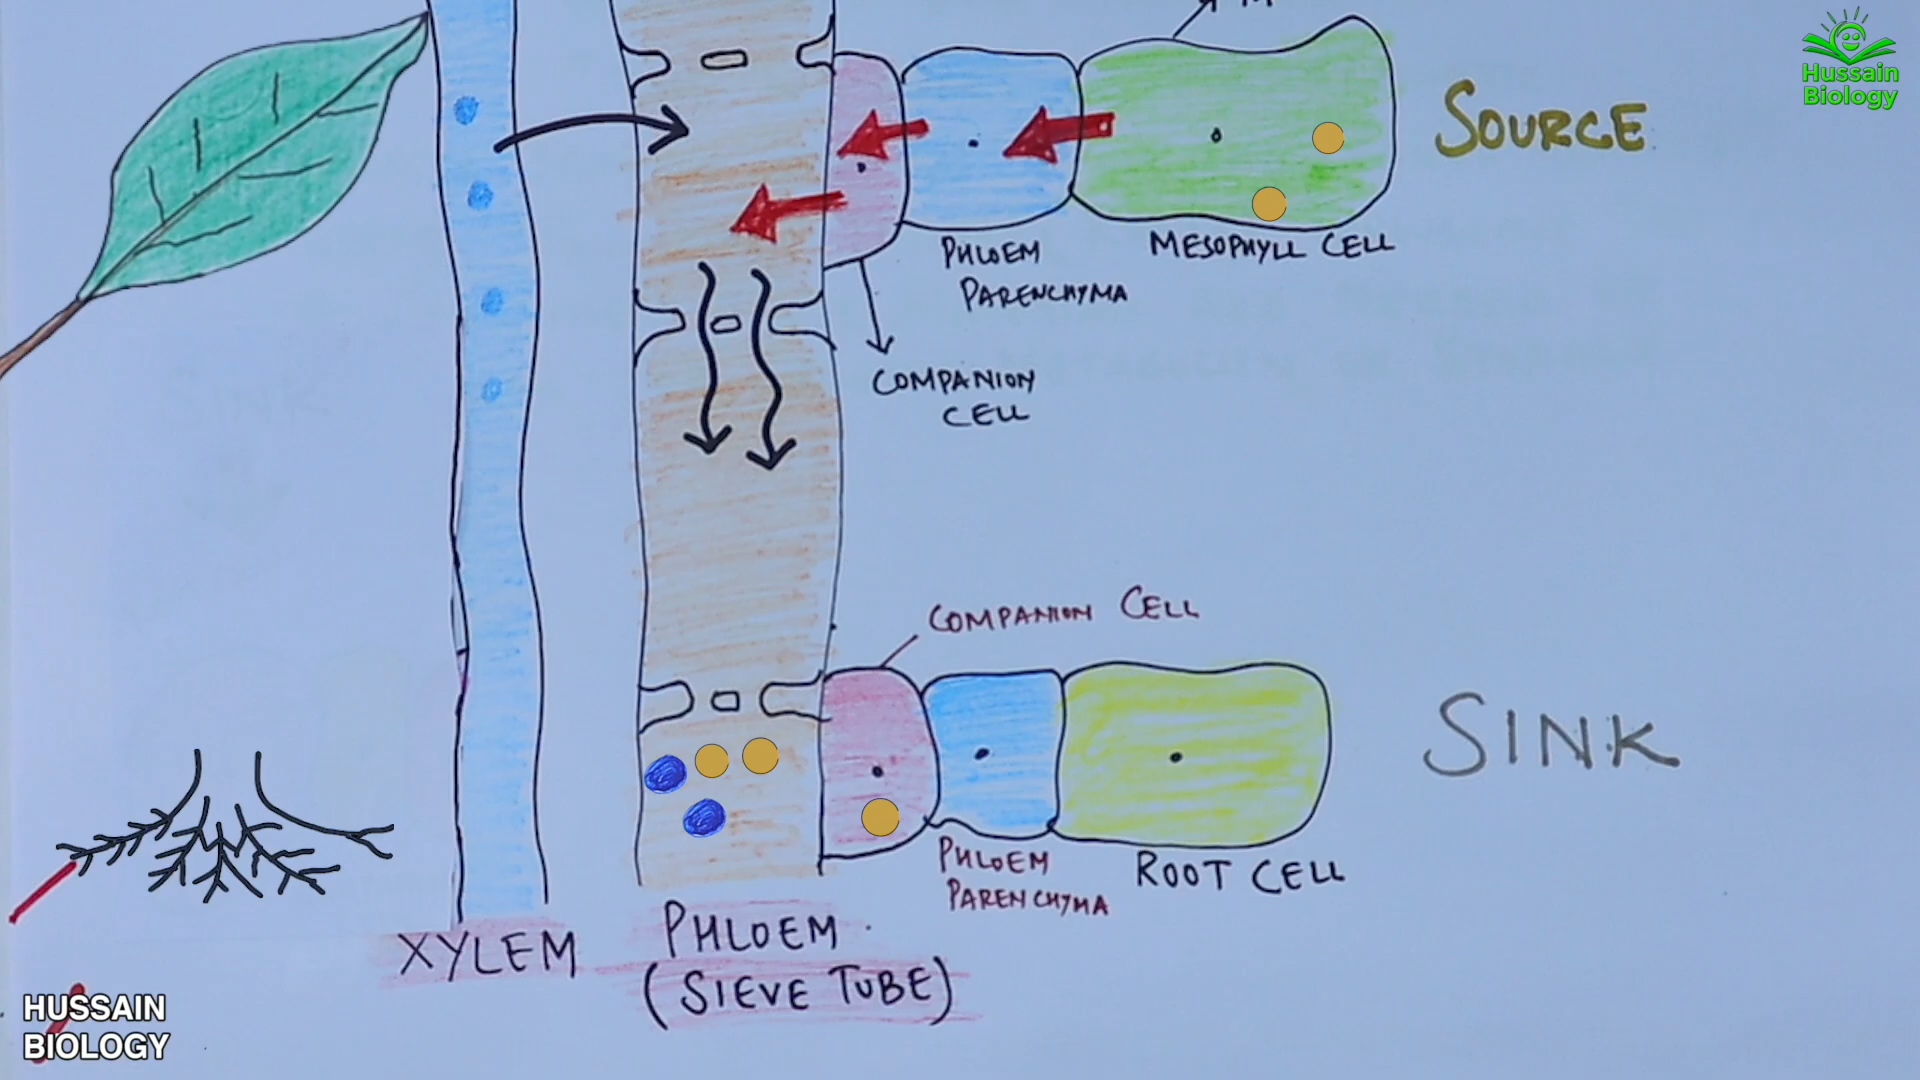 Hussain
Biology
SOURCE
PHLOEM
PARENCHYMA
MESOPHYLL CELL
COMPANION
CELL
COMPANION CELL
SINK
PHLOEM
PARENCHYMA
ROOT CELL
XYLEM
PHLOEM
(SIEVE TUBE)
HUSSAIN
BIOLOGY